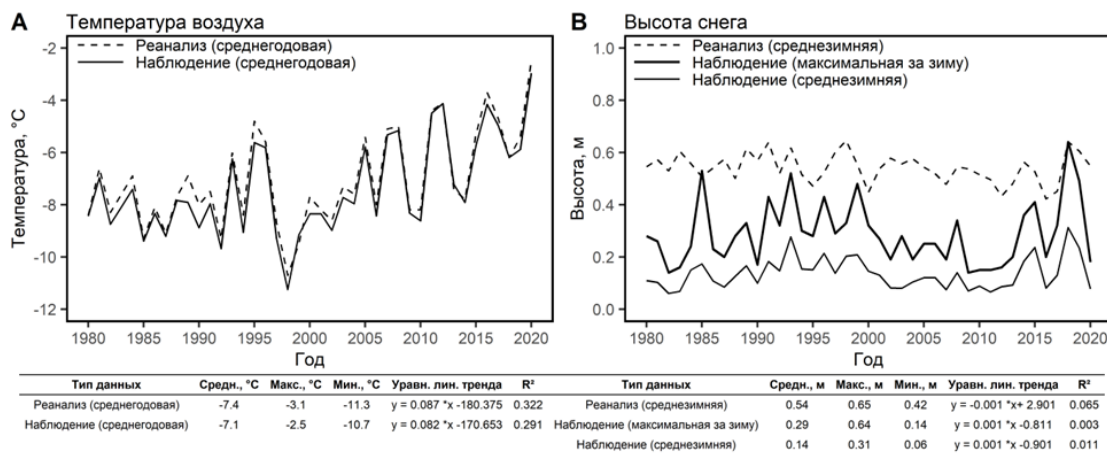 A Температура воздуха
Реанализ (среднегодовая)
Наблюдение (среднегодовая)
Температура, °С
-2
-4
-6
-8
-10
-12
1980 1985 1990 1995 2000 2005 2010 2015 2020
Год
B Высота снега
Реанализ (среднезимняя)
Наблюдение (максимальная за зиму)
Наблюдение (среднезимняя)
Высота, м
1.0
0.8
0.6
0.4
0.2
0.0
1980 1985 1990 1995 2000 2005 2010 2015 2020
Год
Тип данных Средн., °С Макс., °С Мин., °С Уравн. лин. тренда R²
Реанализ (среднегодовая) -7.4 -3.1 -11.3 y = 0.087 *x -180.375 0.322
Наблюдение (среднегодовая) -7.1 -2.5 -10.7 y = 0.082 *x -170.653 0.291
Тип данных Средн., м Макс., м Мин., м Уравн. лин. тренда R²
Реанализ (среднезимняя) 0.54 0.65 0.42 y = -0.001 *x+ 2.901 0.065
Наблюдение (максимальная за зиму) 0.29 0.64 0.14 y = 0.001 *x -0.811 0.003
Наблюдение (среднезимняя) 0.14 0.31 0.06 y = 0.001 *x -0.901 0.011